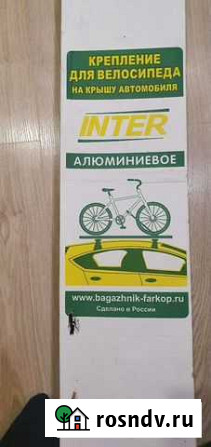 КРЕПЛЕНИЕ
ДЛЯ ВЕЛОСИПЕДА
НА КРЫШУ АВТОМОБИЛЯ
INTER
АЛЮМИНИЕВОЕ
www.bagazhnik-farkop.ru
Сделано в России
rosndv.ru